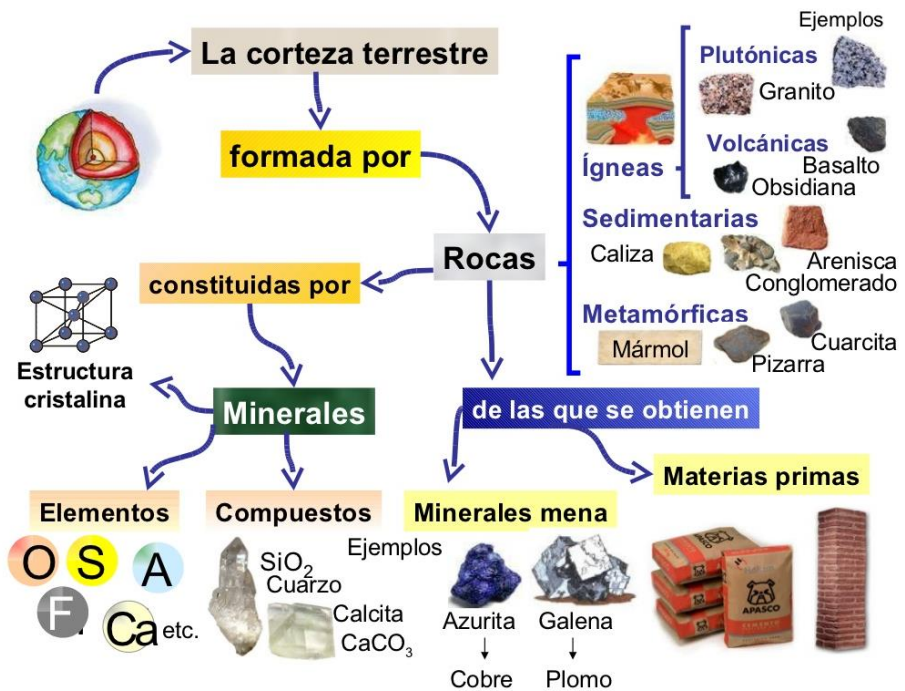 La corteza terrestre
formada por
Rocas
Ejemplos
Plutónicas
Granito
Volcánicas
Basalto
Obsidiana
Ígneas
Sedimentarias
Caliza
Arenisca
Conglomerado
Metamórficas
Mármol
Cuarcita
Pizarra
constituidas por
Estructura
cristalina
Minerales
de las que se obtienen
Elementos
O S A
F Ca etc.
Compuestos
SiO₂
Cuarzo
Calcita
CaCO₃
Minerales mena
Ejemplos
Azurita
Cobre
Galena
Plomo
Materias primas
APASCO
APASCO
CEMENTO